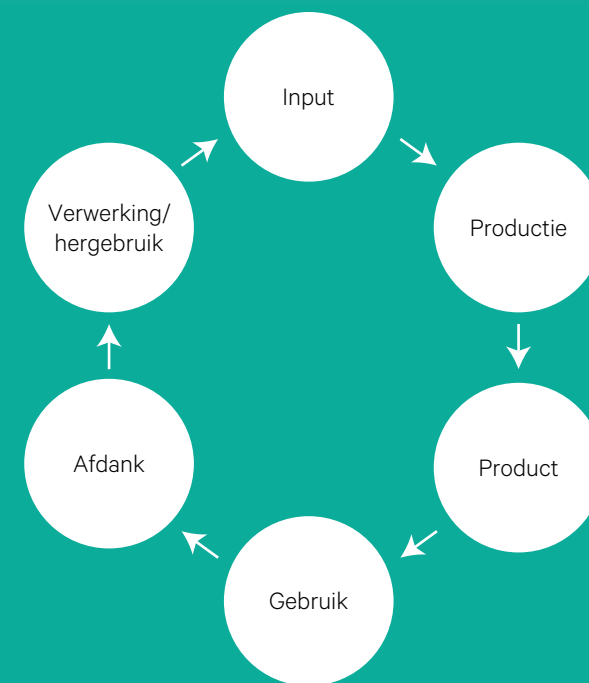 Input
Productie
Product
Gebruik
Afdank
Verwerking/
hergebruik